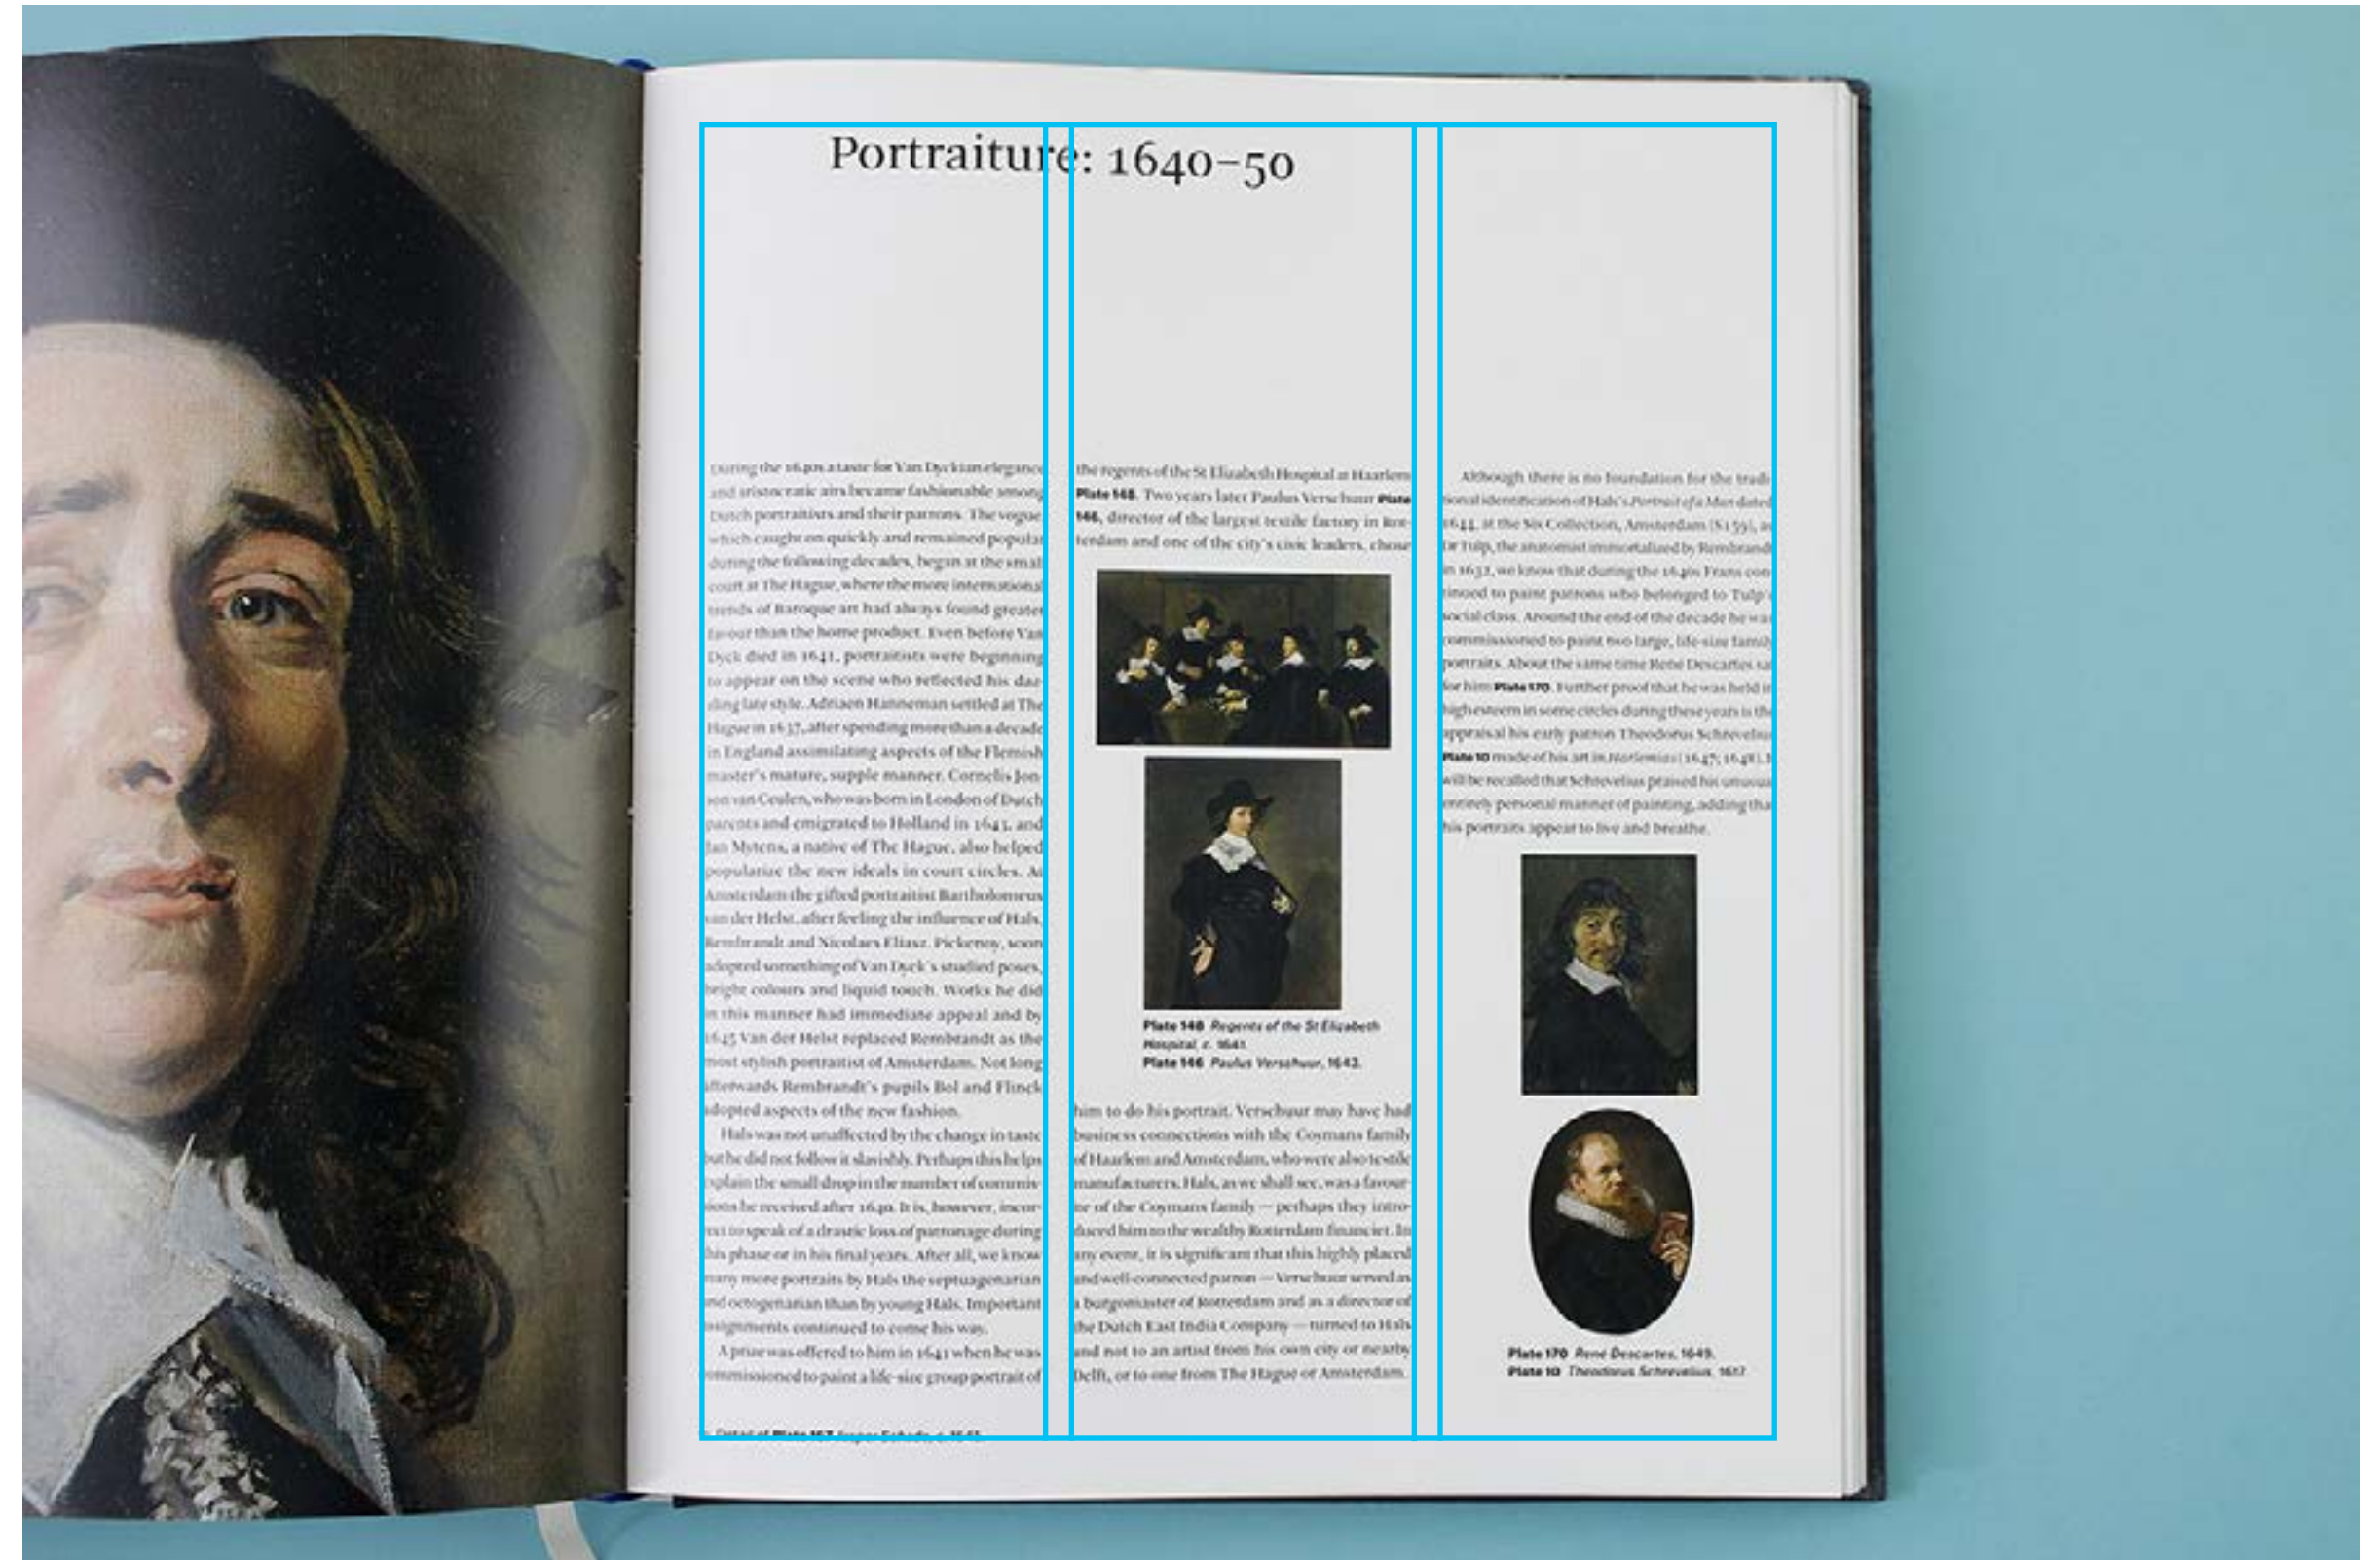 Portraiture: 1640–50
During the 1640s a taste for Van Dyckian elegance
and aristocratic airs became fashionable among
Dutch portraitists and their patrons. The vogue
which caught on quickly and remained popular
during the following decades, began at the small
court at The Hague, where the more international
trends of Baroque art had always found greater
favour than the home product. Even before Van
Dyck died in 1641, portraitists were beginning
to appear on the scene who reflected his daz-
zling late style. Adriaen Hanneman settled at The
Hague in 1637, after spending more than a decade
in England assimilating aspects of the Flemish
master's mature, supple manner. Cornelis Jon-
son van Ceulen, who was born in London of Dutch
parents and emigrated to Holland in 1643, and
Jan Mytens, a native of The Hague, also helped
popularize the new ideals in court circles. At
Amsterdam the gifted portraitist Bartholomeus
van der Helst, after feeling the influence of Hals,
Rembrandt and Nicolaes Eliasz. Pickenoy, soon
adopted something of Van Dyck's studied poses,
bright colours and liquid touch. Works he did
in this manner had immediate appeal and by
1645 Van der Helst replaced Rembrandt as the
most stylish portraitist of Amsterdam. Not long
afterwards Rembrandt's pupils Bol and Flinck
adopted aspects of the new fashion.
Hals was not unaffected by the change in taste
but he did not follow it slavishly. Perhaps this helps
explain the small drop in the number of commis-
sions he received after 1640. It is, however, incor-
rect to speak of a drastic loss of patronage during
this phase or in his final years. After all, we know
many more portraits by Hals the septuagenarian
and octogenarian than by young Hals. Important
assignments continued to come his way.
A prize was offered to him in 1641 when he was
commissioned to paint a life-size group portrait of
Detail of Plate 167
the regents of the St Elizabeth Hospital at Haarlem
Plate 148. Two years later Paulus Verschuur Plate
146, director of the largest textile factory in Rot-
terdam and one of the city's civic leaders, chose
Plate 148 Regents of the St Elizabeth
Hospital, c. 1641.
Plate 146 Paulus Verschuur, 1643.
him to do his portrait. Verschuur may have had
business connections with the Coymans family
of Haarlem and Amsterdam, who were also textile
manufacturers. Hals, as we shall see, was a favour-
ite of the Coymans family — perhaps they intro-
duced him to the wealthy Rotterdam financier. In
any event, it is significant that this highly placed
and well-connected patron — Verschuur served as
a burgomaster of Rotterdam and as a director of
the Dutch East India Company — turned to Hals
and not to an artist from his own city or nearby
Delft, or to one from The Hague or Amsterdam.
Although there is no foundation for the tradi-
tional identification of Hals's Portrait of a Man dated
1644, at the Six Collection, Amsterdam (S159), as
Dr Tulp, the anatomist immortalized by Rembrandt
in 1632, we know that during the 1640s Frans con-
tinued to paint patrons who belonged to Tulp's
social class. Around the end of the decade he was
commissioned to paint two large, life-size family
portraits. About the same time René Descartes sat
for him Plate 170. Further proof that he was held in
high esteem in some circles during these years is the
appraisal his early patron Theodorus Schrevelius
Plate 10 made of his art in Harlemias (1647; 1648). It
will be recalled that Schrevelius praised his unusual
entirely personal manner of painting, adding that
his portraits appear to live and breathe.
Plate 170 René Descartes, 1649.
Plate 10 Theodorus Schrevelius, 1617.